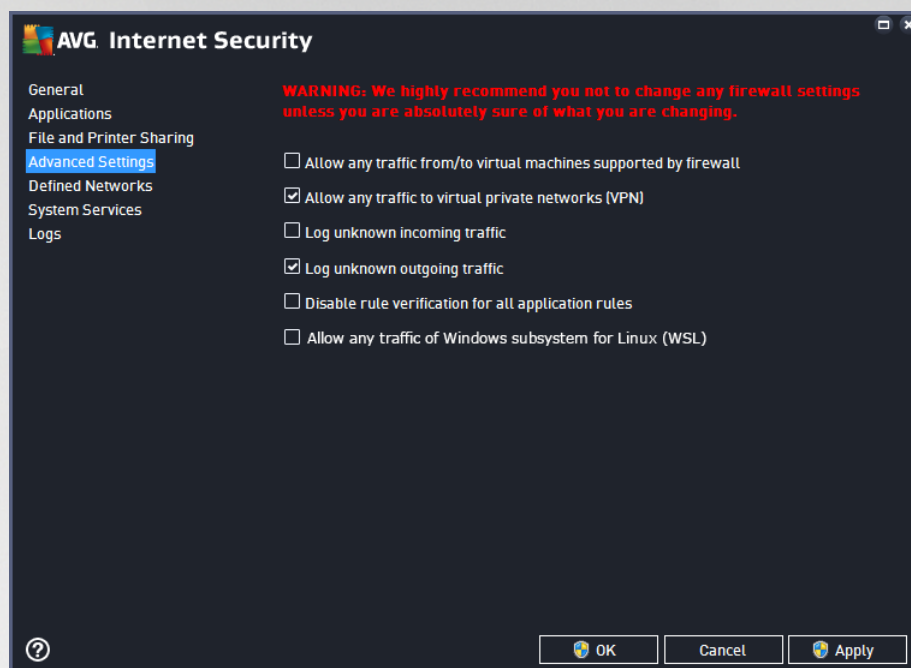 AVG Internet Security
General
Applications
File and Printer Sharing
Advanced Settings
Defined Networks
System Services
Logs
WARNING: We highly recommend you not to change any firewall settings
unless you are absolutely sure of what you are changing.
Allow any traffic from/to virtual machines supported by firewall
Allow any traffic to virtual private networks (VPN)
Log unknown incoming traffic
Log unknown outgoing traffic
Disable rule verification for all application rules
Allow any traffic of Windows subsystem for Linux (WSL)
?
OK
Cancel
Apply